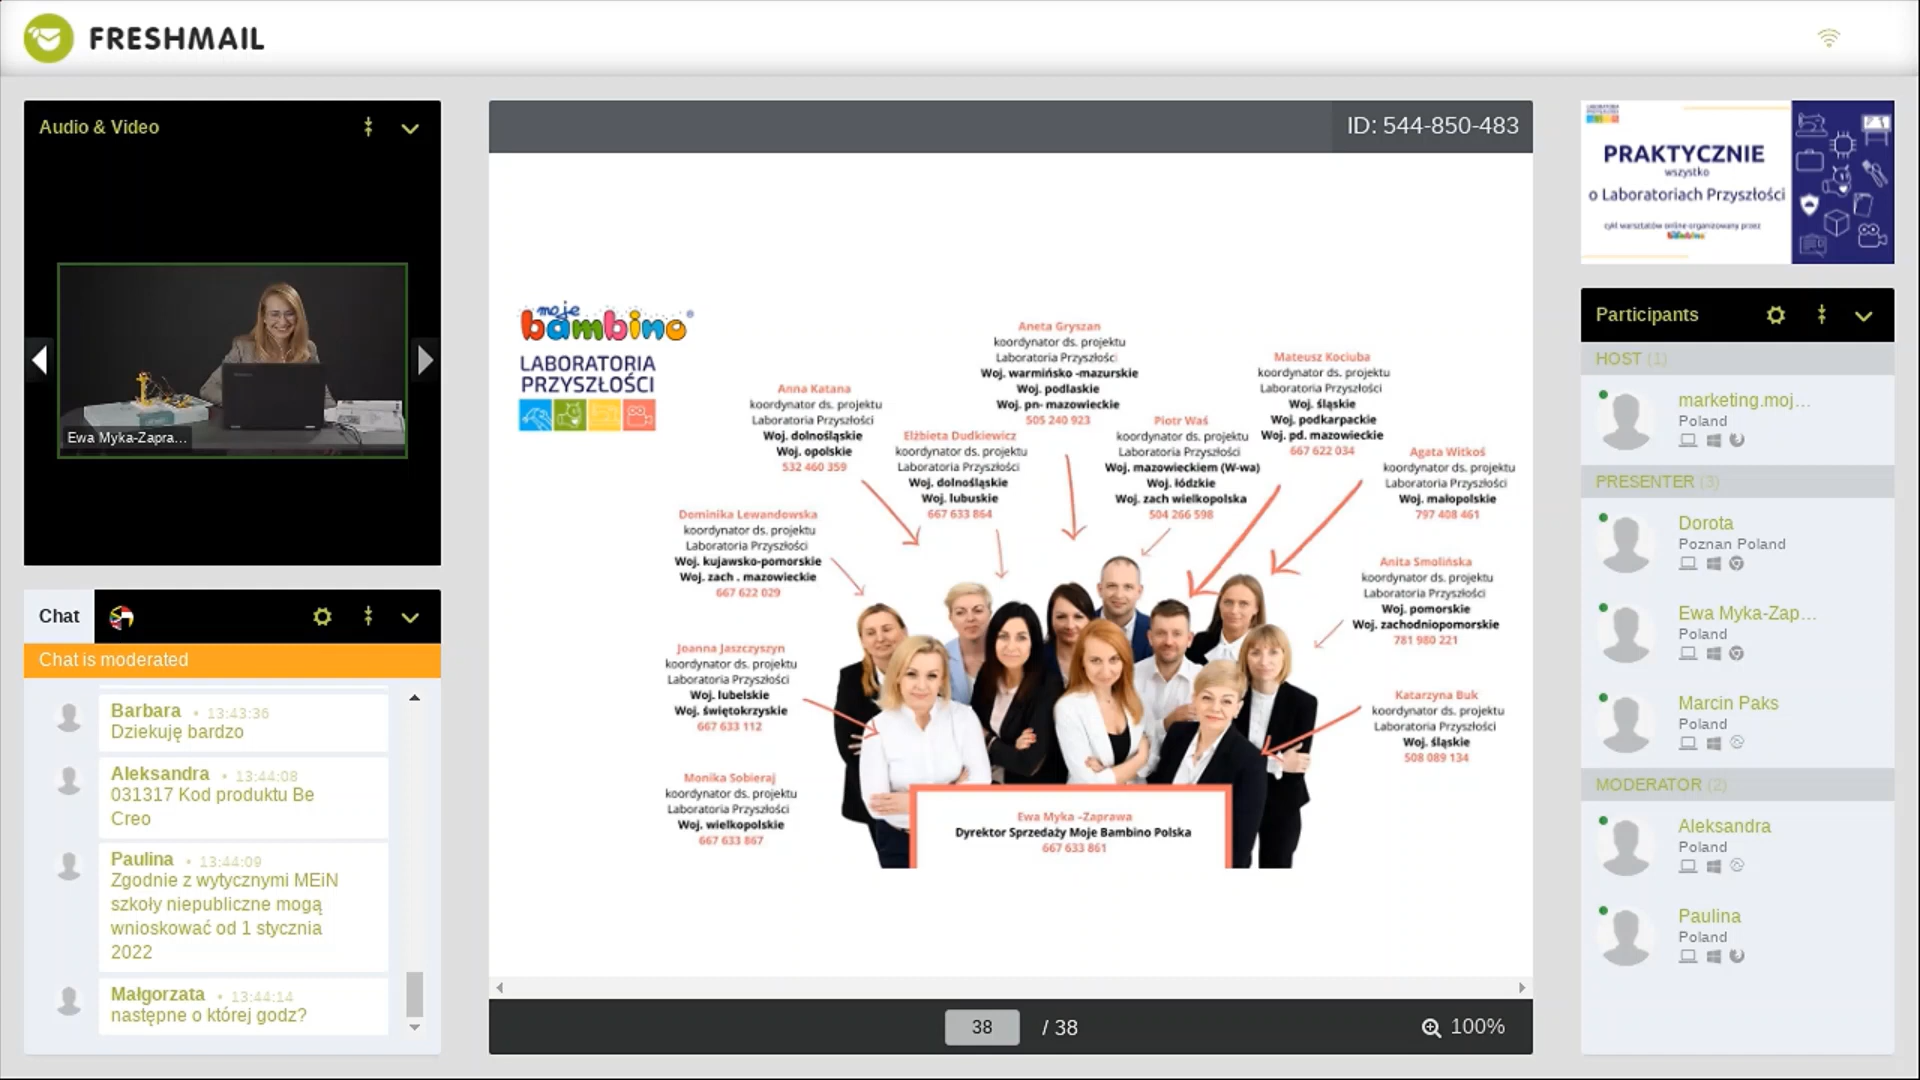 FRESHMAIL
Audio & Video
Ewa Myka-Zapra...
Chat
Chat is moderated
Barbara • 13:43:36
Dziekuję bardzo
Aleksandra • 13:44:08
031317 Kod produktu Be
Creo
Paulina • 13:44:09
Zgodnie z wytycznymi MEiN
szkoły niepubliczne mogą
wnioskować od 1 stycznia
2022
Małgorzata • 13:44:14
następne o której godz?
ID: 544-850-483
moje
bambino®
LABORATORIA
PRZYSZŁOŚCI
Anna Katana
koordynator ds. projektu
Laboratoria Przyszłości
Woj. dolnośląskie
Woj. opolskie
532 460 359
Elżbieta Dudkiewicz
koordynator ds. projektu
Laboratoria Przyszłości
Woj. dolnośląskie
Woj. lubuskie
667 633 864
Aneta Gryszan
koordynator ds. projektu
Laboratoria Przyszłości
Woj. warmińsko -mazurskie
Woj. podlaskie
Woj. pn- mazowieckie
505 240 923
Piotr Waś
koordynator ds. projektu
Laboratoria Przyszłości
Woj. mazowieckiem (W-wa)
Woj. łódzkie
Woj. zach wielkopolska
504 266 598
Mateusz Kociuba
koordynator ds. projektu
Laboratoria Przyszłości
Woj. śląskie
Woj. podkarpackie
Woj. pd. mazowieckie
667 622 034
Agata Witkoś
koordynator ds. projektu
Laboratoria Przyszłości
Woj. małopolskie
797 408 461
Dominika Lewandowska
koordynator ds. projektu
Laboratoria Przyszłości
Woj. kujawsko-pomorskie
Woj. zach . mazowieckie
667 622 029
Anita Smolińska
koordynator ds. projektu
Laboratoria Przyszłości
Woj. pomorskie
Woj. zachodniopomorskie
781 980 221
Joanna Jaszczyszyn
koordynator ds. projektu
Laboratoria Przyszłości
Woj. lubelskie
Woj. świętokrzyskie
667 633 112
Katarzyna Buk
koordynator ds. projektu
Laboratoria Przyszłości
Woj. śląskie
508 089 134
Monika Sobieraj
koordynator ds. projektu
Laboratoria Przyszłości
Woj. wielkopolskie
667 633 867
Ewa Myka –Zaprawa
Dyrektor Sprzedaży Moje Bambino Polska
667 633 861
38 / 38
100%
PRAKTYCZNIE
wszystko
o Laboratoriach Przyszłości
cykl warsztatów online organizowany przez
bambino
Participants
HOST (1)
marketing.moj...
Poland
PRESENTER (3)
Dorota
Poznan Poland
Ewa Myka-Zap...
Poland
Marcin Paks
Poland
MODERATOR (2)
Aleksandra
Poland
Paulina
Poland